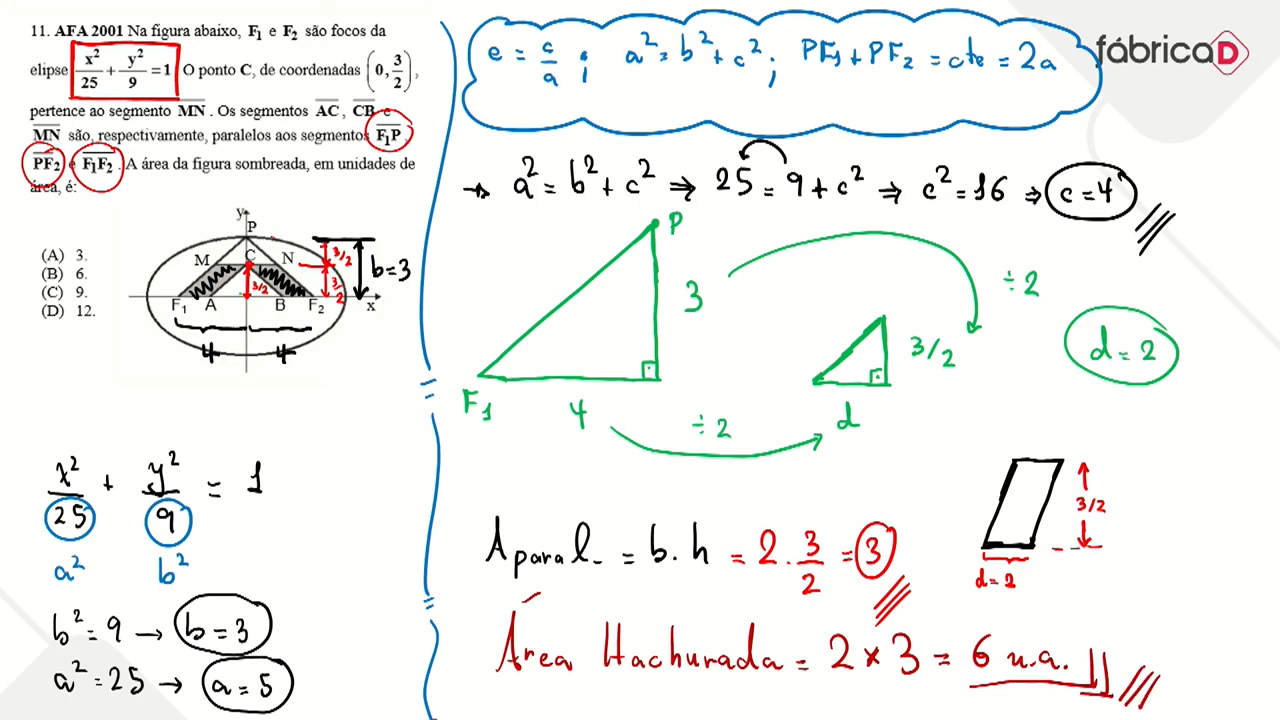 11. AFA 2001 Na figura abaixo, F₁ e F₂ são focos da
elipse x²/25 + y²/9 = 1 O ponto C, de coordenadas (0, 3/2),
pertence ao segmento MN. Os segmentos AC, CB e
MN são, respectivamente, paralelos aos segmentos F₁P
PF₂ e F₁F₂. A área da figura sombreada, em unidades de
área, é:
(A) 3.
(B) 6.
(C) 9.
(D) 12.
y
P
M C N
3/2
3/2
3/2
b=3
F₁ A B F₂ x
4 4
x²/25 + y²/9 = 1
a² b²
b² = 9 → b = 3
a² = 25 → a = 5
e = c/a ; a² = b² + c² ; PF₁ + PF₂ = cte = 2a
fábricaD
→ a² = b² + c² ⇒ 25 = 9 + c² ⇒ c² = 16 ⇒ c = 4
P
3
F₁
4
÷2
÷2
3/2
d
d = 2
A paral. = b.h = 2 . 3/2 = 3
3/2
d = 2
Área Hachurada = 2 × 3 = 6 u.a.